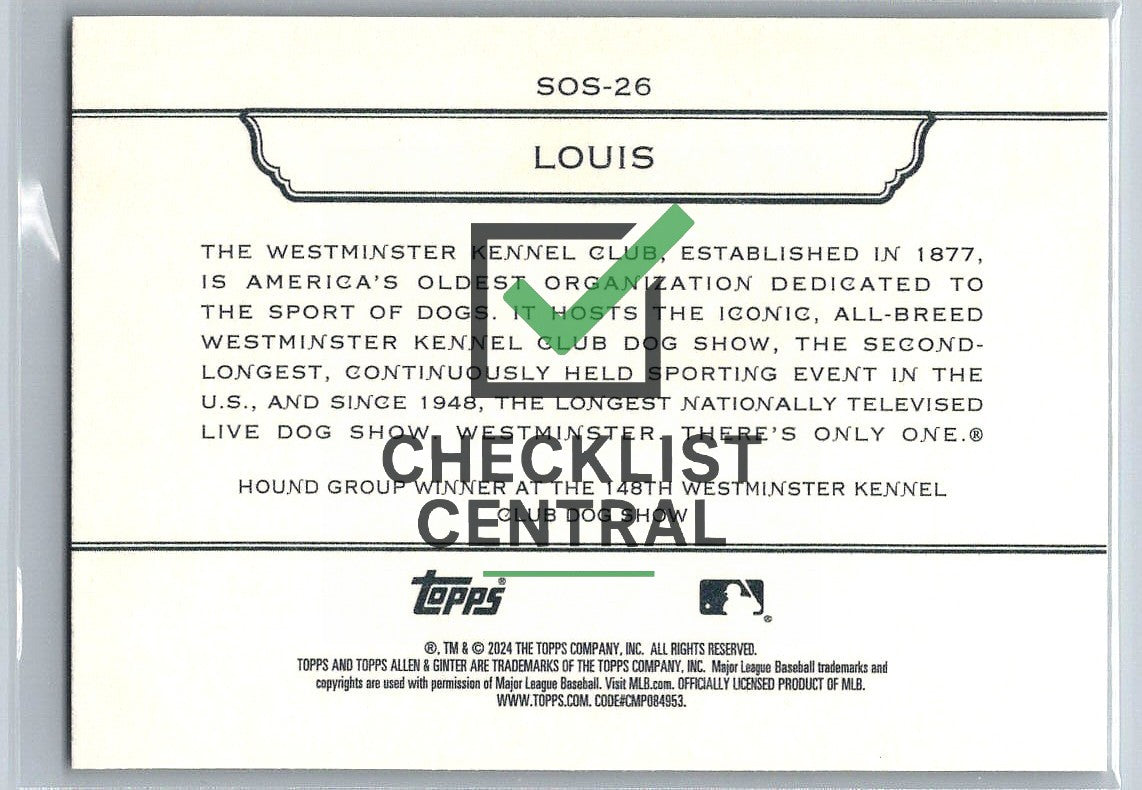 SOS-26
LOUIS
THE WESTMINSTER KENNEL CLUB, ESTABLISHED IN 1877,
IS AMERICA'S OLDEST ORGANIZATION DEDICATED TO
THE SPORT OF DOGS. IT HOSTS THE ICONIC, ALL-BREED
WESTMINSTER KENNEL CLUB DOG SHOW, THE SECOND-
LONGEST, CONTINUOUSLY HELD SPORTING EVENT IN THE
U.S., AND SINCE 1948, THE LONGEST NATIONALLY TELEVISED
LIVE DOG SHOW. WESTMINSTER. THERE'S ONLY ONE.®
CHECKLIST
HOUND GROUP WINNER AT THE 148TH WESTMINSTER KENNEL
CLUB DOG SHOW
CENTRAL
topps®
®
®, TM & © 2024 THE TOPPS COMPANY, INC. ALL RIGHTS RESERVED.
TOPPS AND TOPPS ALLEN & GINTER ARE TRADEMARKS OF THE TOPPS COMPANY, INC. Major League Baseball trademarks and
copyrights are used with permission of Major League Baseball. Visit MLB.com. OFFICIALLY LICENSED PRODUCT OF MLB.
WWW.TOPPS.COM. CODE#CMP084953.